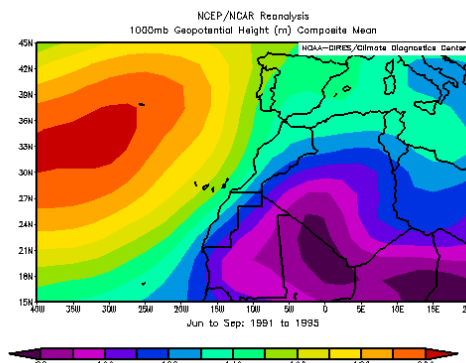 NCEP/NCAR Reanalysis
1000mb Geopotential Height (m) Composite Mean
NOAA-CIRES/Climate Diagnostics Center
45N
42N
39N
36N
33N
30N
27N
24N
21N
18N
15N
40W 35W 30W 25W 20W 15W 10W 5W 0 5E 10E 15E
Jun to Sep: 1991 to 1995